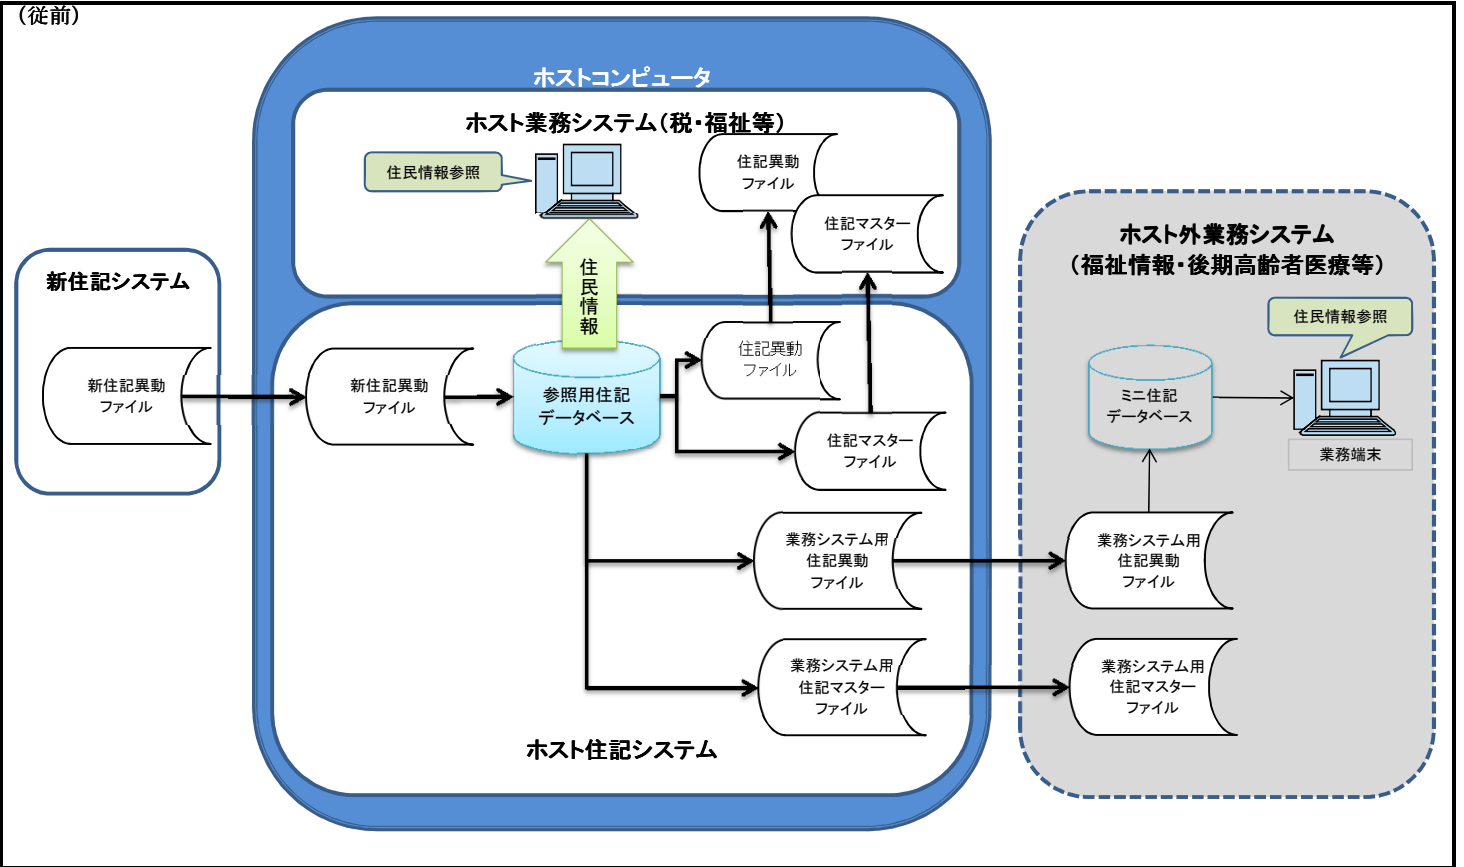 （従前）
ホストコンピュータ
ホスト業務システム（税・福祉等）
住民情報参照
住記異動
ファイル
住記マスター
ファイル
住民情報
新住記システム
新住記異動
ファイル
新住記異動
ファイル
参照用住記
データベース
住記異動
ファイル
住記マスター
ファイル
業務システム用
住記異動
ファイル
業務システム用
住記マスター
ファイル
ホスト住記システム
ホスト外業務システム
（福祉情報・後期高齢者医療等）
住民情報参照
ミニ住記
データベース
業務端末
業務システム用
住記異動
ファイル
業務システム用
住記マスター
ファイル